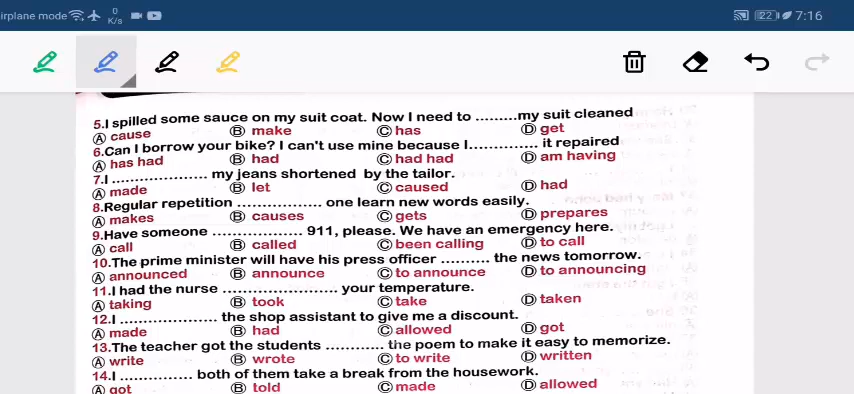 irplane mode 0 K/s 22 7:16
5.I spilled some sauce on my suit coat. Now I need to .........my suit cleaned
Ⓐ cause Ⓑ make Ⓒ has Ⓓ get
6.Can I borrow your bike? I can't use mine because I............... it repaired
Ⓐ has had Ⓑ had Ⓒ had had Ⓓ am having
7.I .................... my jeans shortened by the tailor.
Ⓐ made Ⓑ let Ⓒ caused Ⓓ had
8.Regular repetition .................. one learn new words easily.
Ⓐ makes Ⓑ causes Ⓒ gets Ⓓ prepares
9.Have someone ................... 911, please. We have an emergency here.
Ⓐ call Ⓑ called Ⓒ been calling Ⓓ to call
10.The prime minister will have his press officer .......... the news tomorrow.
Ⓐ announced Ⓑ announce Ⓒ to announce Ⓓ to announcing
11.I had the nurse ........................ your temperature.
Ⓐ taking Ⓑ took Ⓒ take Ⓓ taken
12.I .................... the shop assistant to give me a discount.
Ⓐ made Ⓑ had Ⓒ allowed Ⓓ got
13.The teacher got the students ............ the poem to make it easy to memorize.
Ⓐ write Ⓑ wrote Ⓒ to write Ⓓ written
14.I ............... both of them take a break from the housework.
Ⓐ got Ⓑ told Ⓒ made Ⓓ allowed